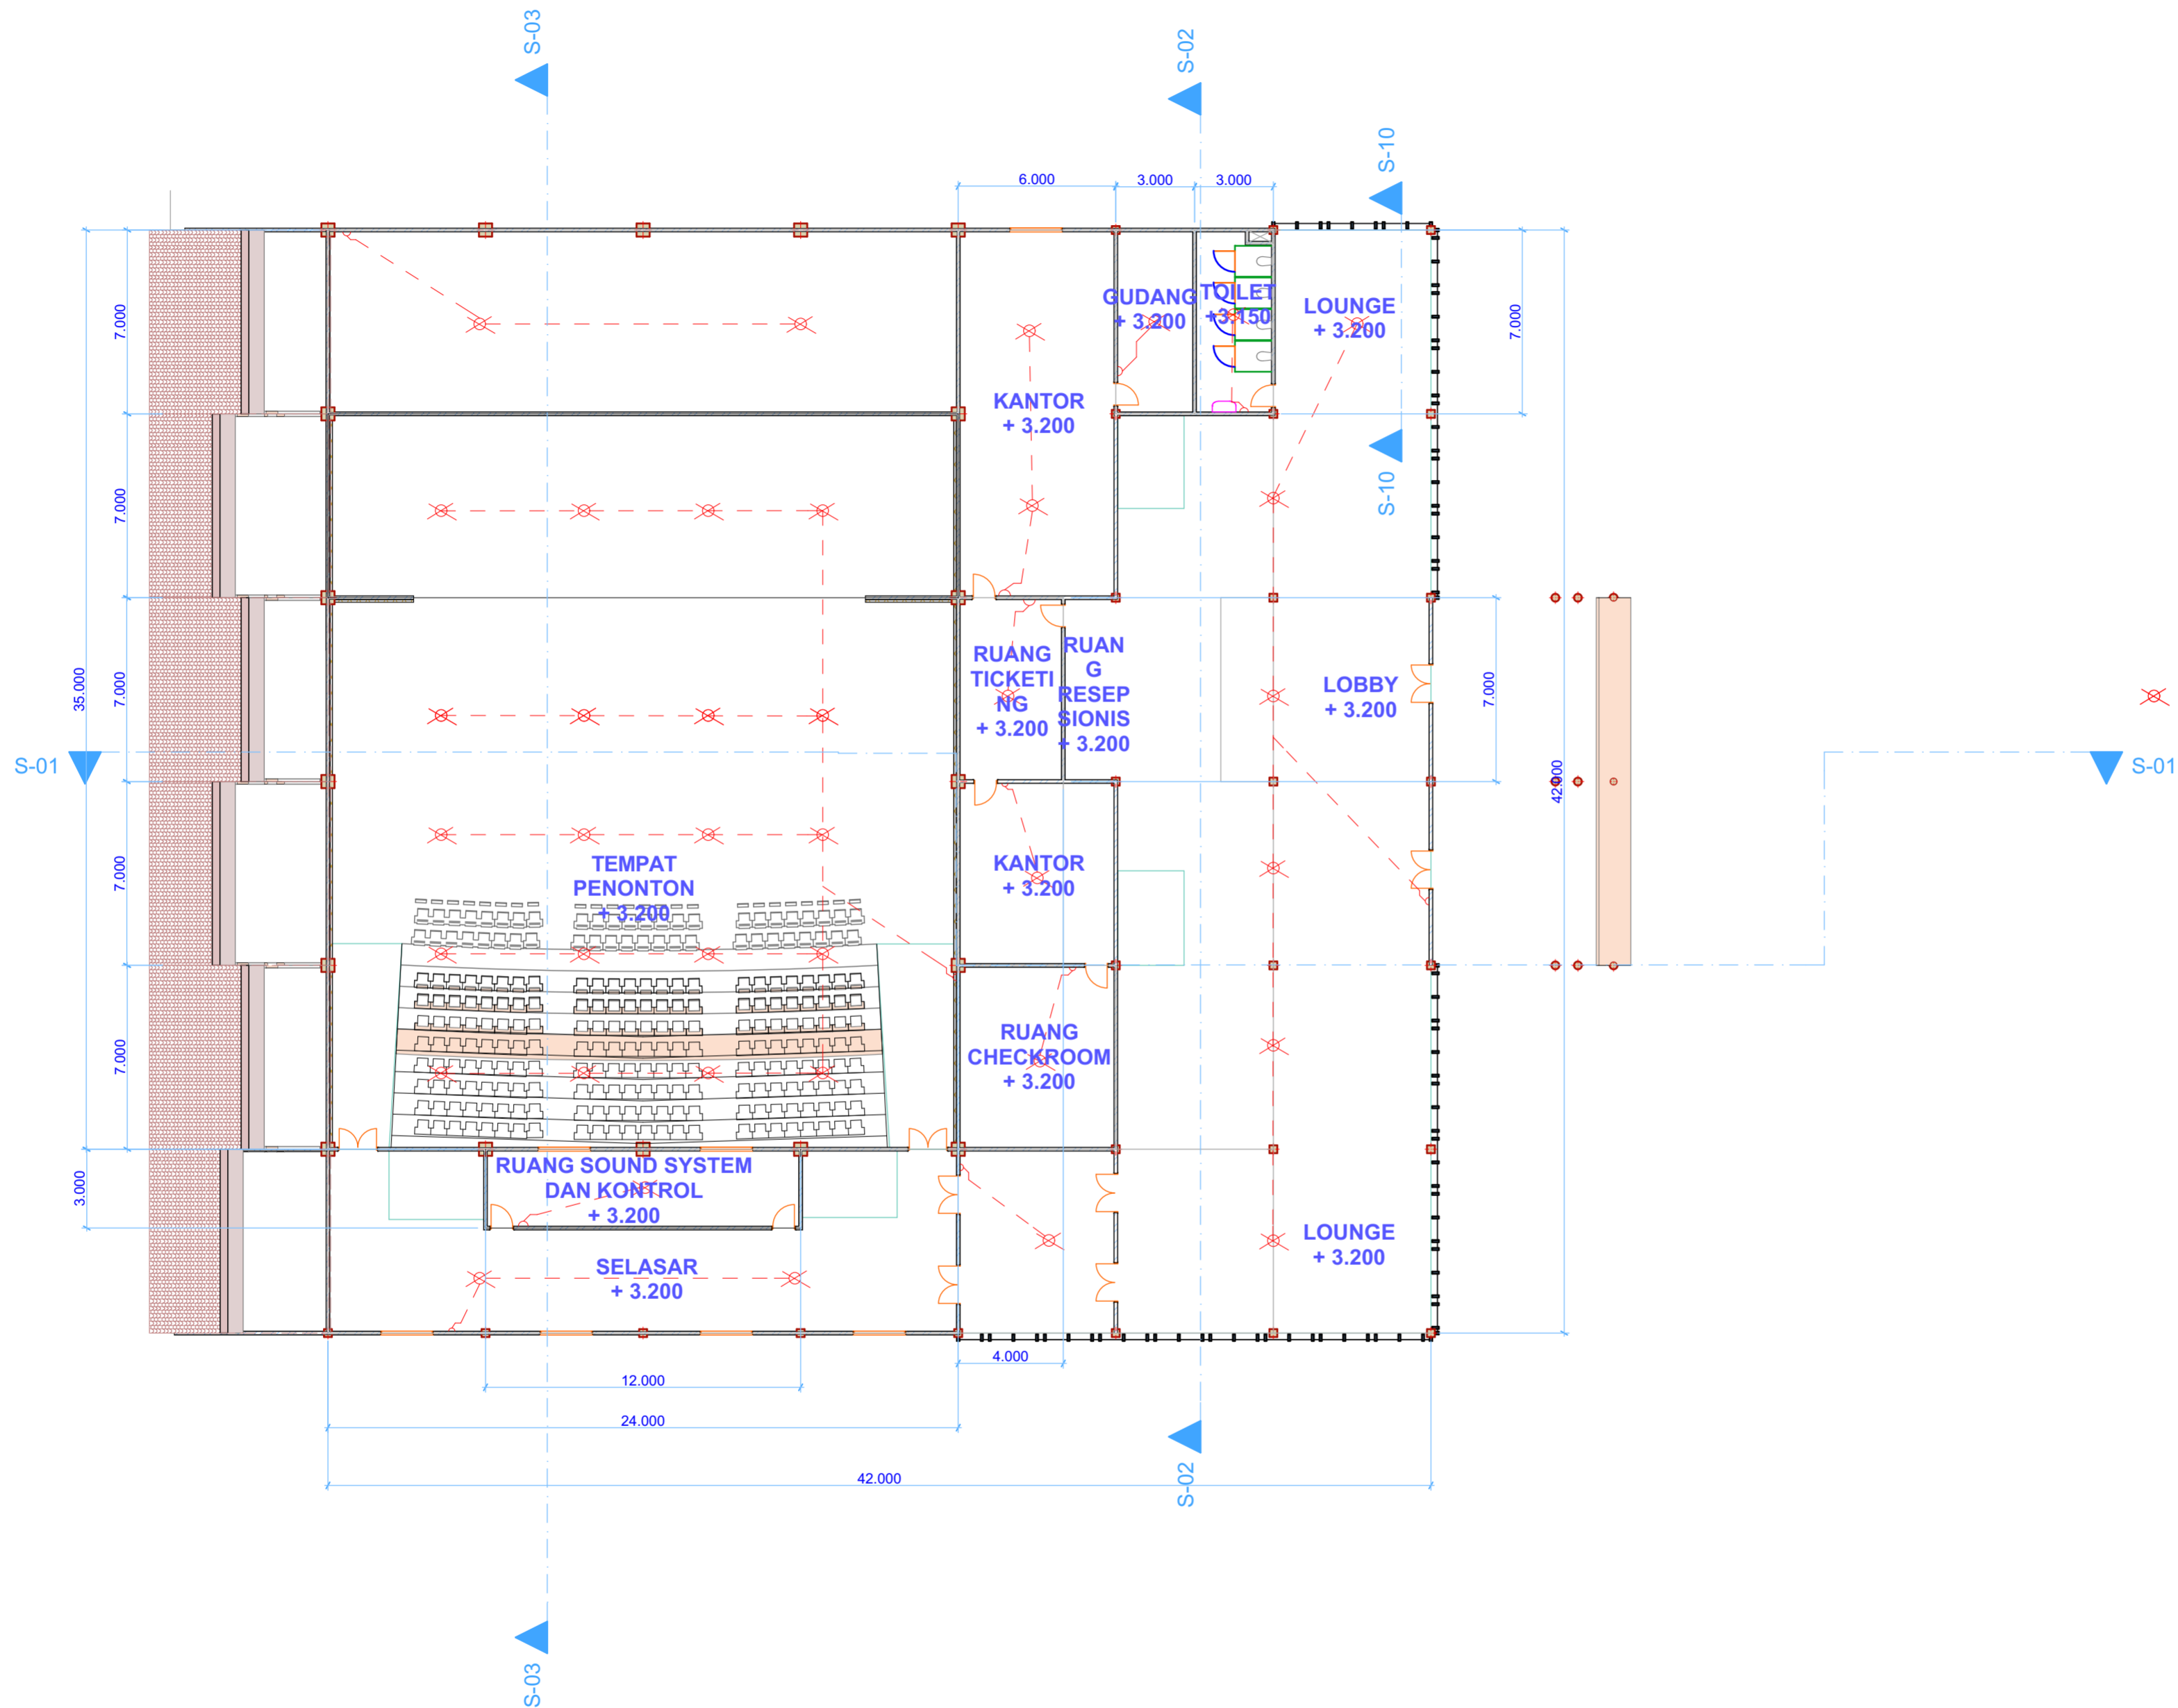 S-03
S-02
S-10
6.000
3.000
3.000
7.000
7.000
GUDANG
+ 3.200
TOILET
+3.150
LOUNGE
+ 3.200
KANTOR
+ 3.200
7.000
S-10
35.000
7.000
RUANG
TICKETI
NG
+ 3.200
RUAN
G
RESEP
SIONIS
+ 3.200
LOBBY
+ 3.200
7.000
42.000
S-01
S-01
7.000
TEMPAT
PENONTON
+ 3.200
KANTOR
+ 3.200
7.000
RUANG
CHECKROOM
+ 3.200
3.000
RUANG SOUND SYSTEM
DAN KONTROL
+ 3.200
SELASAR
+ 3.200
LOUNGE
+ 3.200
4.000
12.000
24.000
42.000
S-02
S-03